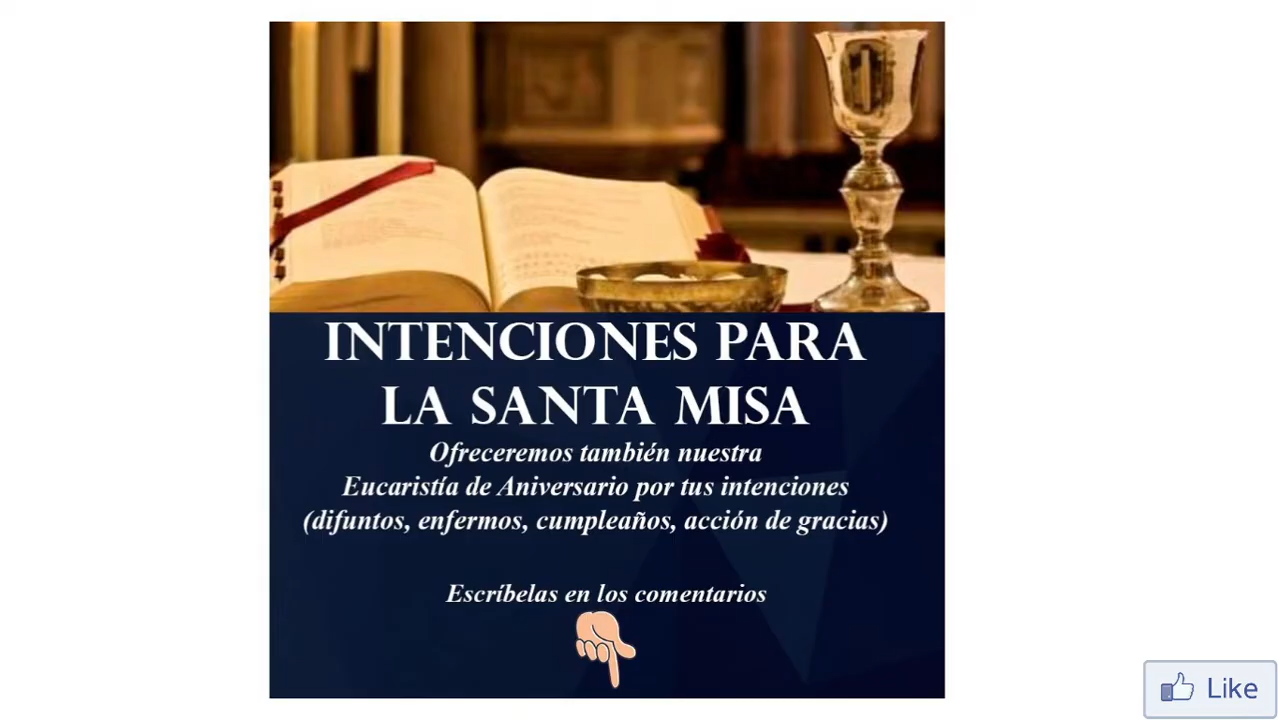 INTENCIONES PARA
LA SANTA MISA
Ofreceremos también nuestra
Eucaristía de Aniversario por tus intenciones
(difuntos, enfermos, cumpleaños, acción de gracias)
Escríbelas en los comentarios
Like